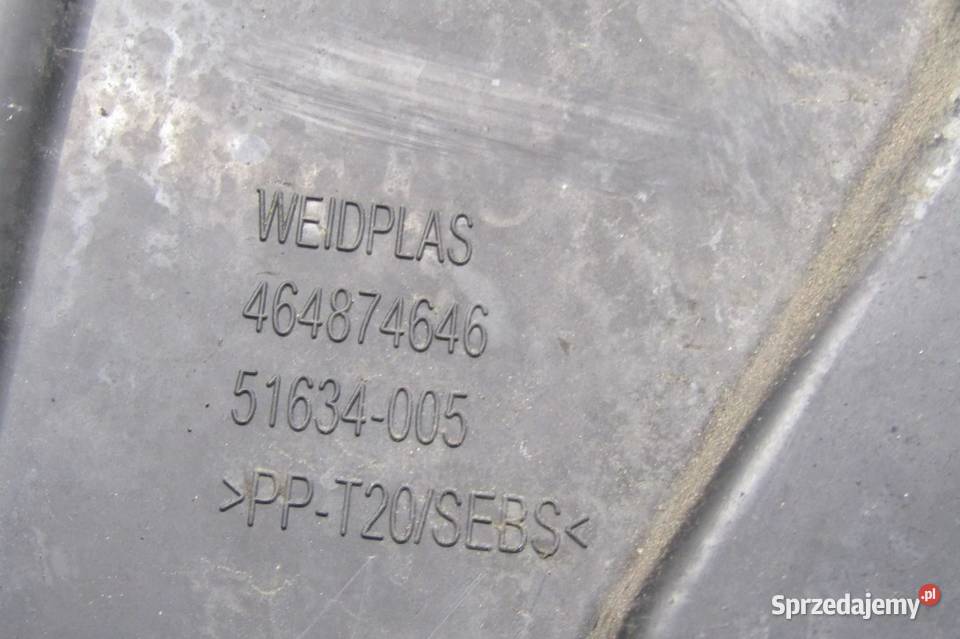 WEIDPLAS
464874646
51634-005
>PP-T20/SEBS<
Sprzedajemy.pl